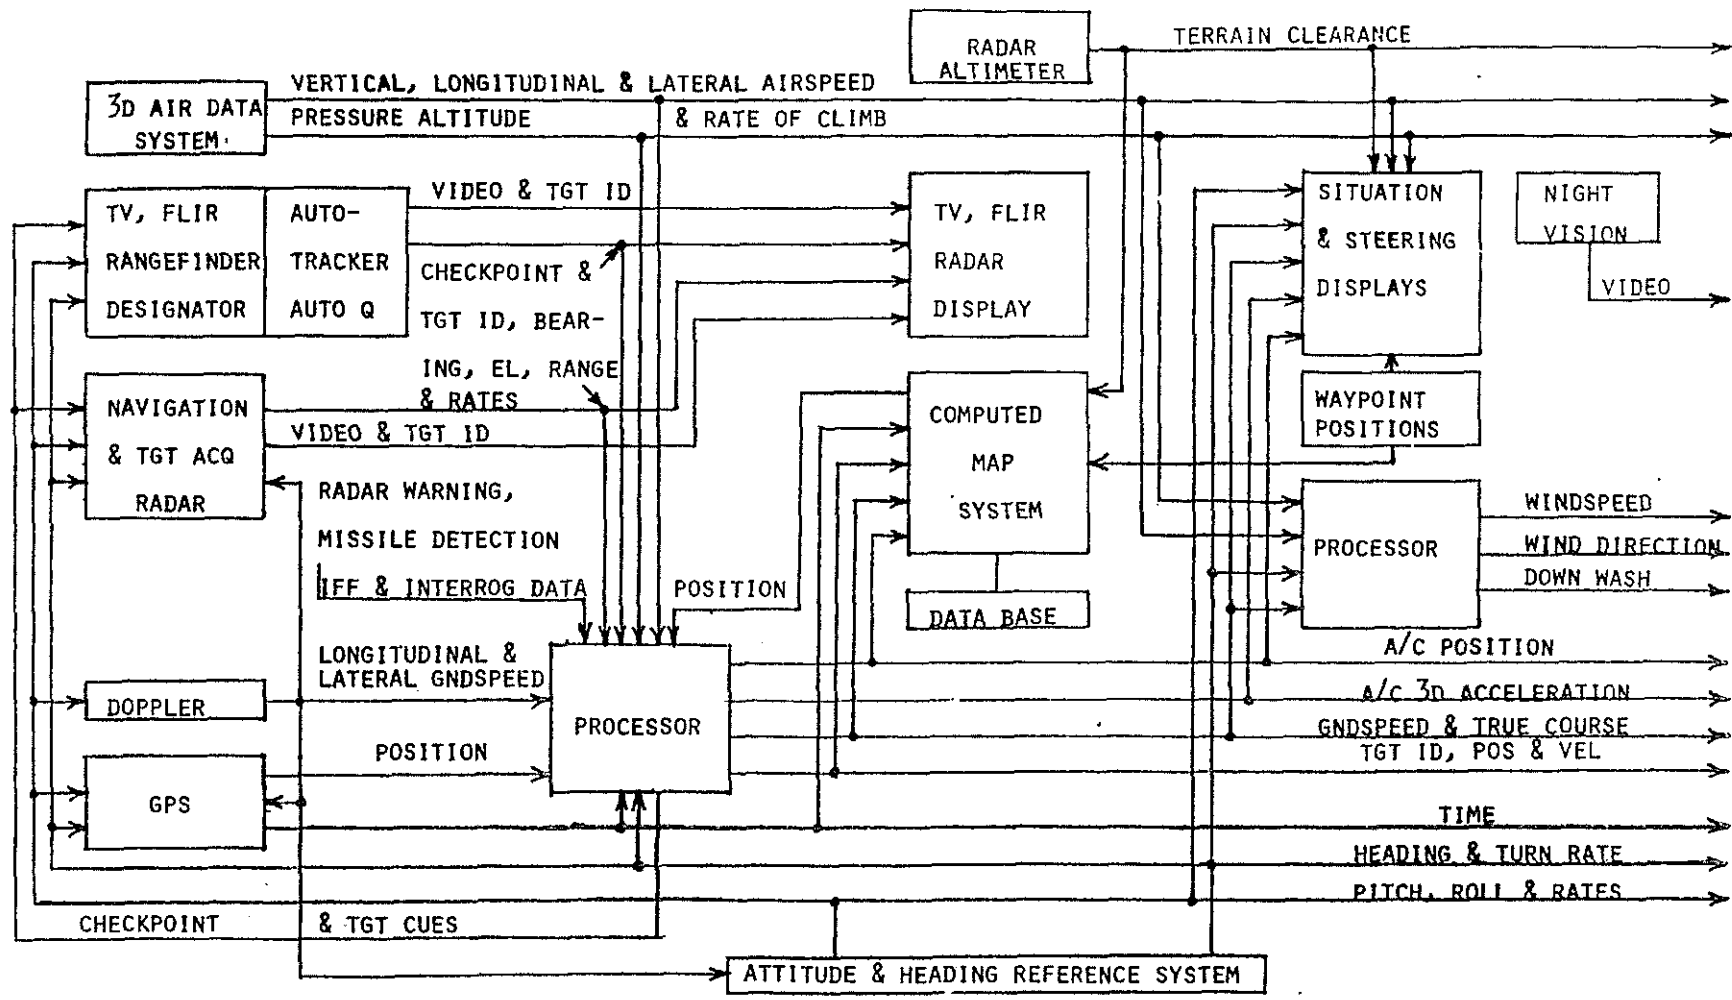 RADAR
ALTIMETER
TERRAIN CLEARANCE
3D AIR DATA
SYSTEM
VERTICAL, LONGITUDINAL & LATERAL AIRSPEED
PRESSURE ALTITUDE & RATE OF CLIMB
TV, FLIR
RANGEFINDER
DESIGNATOR
AUTO-
TRACKER
AUTO Q
VIDEO & TGT ID
CHECKPOINT &
TGT ID, BEAR-
ING, EL, RANGE
& RATES
TV, FLIR
RADAR
DISPLAY
SITUATION
& STEERING
DISPLAYS
NIGHT
VISION
VIDEO
NAVIGATION
& TGT ACQ
RADAR
VIDEO & TGT ID
RADAR WARNING,
MISSILE DETECTION
IFF & INTERROG DATA
POSITION
COMPUTED
MAP
SYSTEM
DATA BASE
WAYPOINT
POSITIONS
PROCESSOR
WINDSPEED
WIND DIRECTION
DOWN WASH
DOPPLER
LONGITUDINAL &
LATERAL GNDSPEED
GPS
POSITION
PROCESSOR
A/C POSITION
A/C 3D ACCELERATION
GNDSPEED & TRUE COURSE
TGT ID, POS & VEL
TIME
HEADING & TURN RATE
PITCH, ROLL & RATES
CHECKPOINT & TGT CUES
ATTITUDE & HEADING REFERENCE SYSTEM